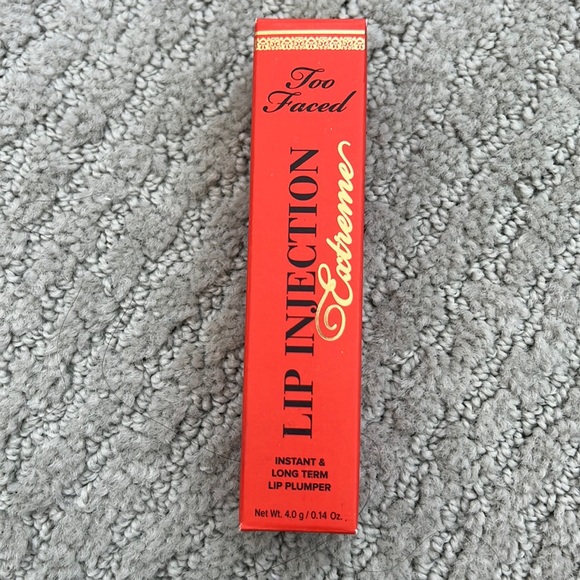 Too
Faced
LIP INJECTION
Extreme
INSTANT &
LONG TERM
LIP PLUMPER
Net Wt. 4.0 g / 0.14 Oz.